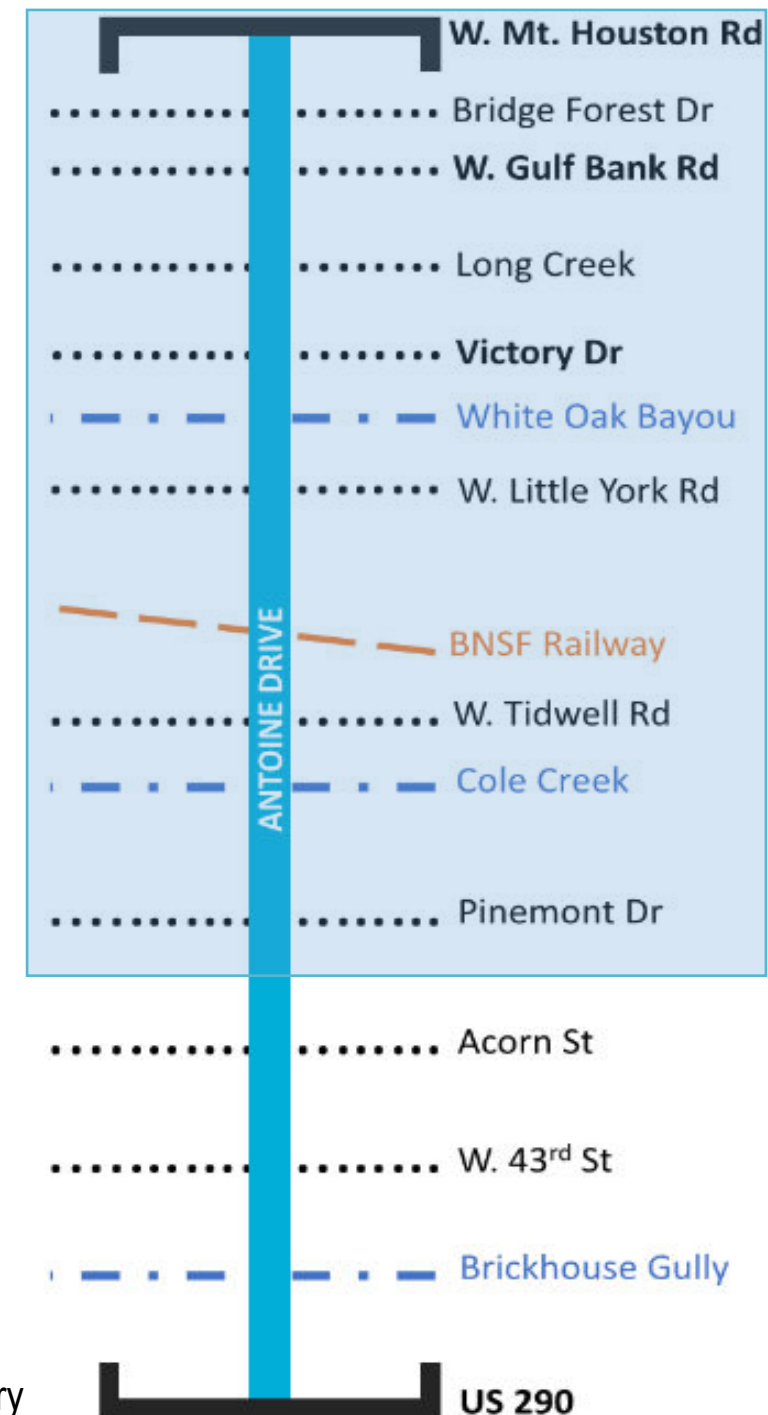 W. Mt. Houston Rd
Bridge Forest Dr
W. Gulf Bank Rd
Long Creek
Victory Dr
White Oak Bayou
W. Little York Rd
ANTOINE DRIVE
BNSF Railway
W. Tidwell Rd
Cole Creek
Pinemont Dr
Acorn St
W. 43rd St
Brickhouse Gully
ry
US 290